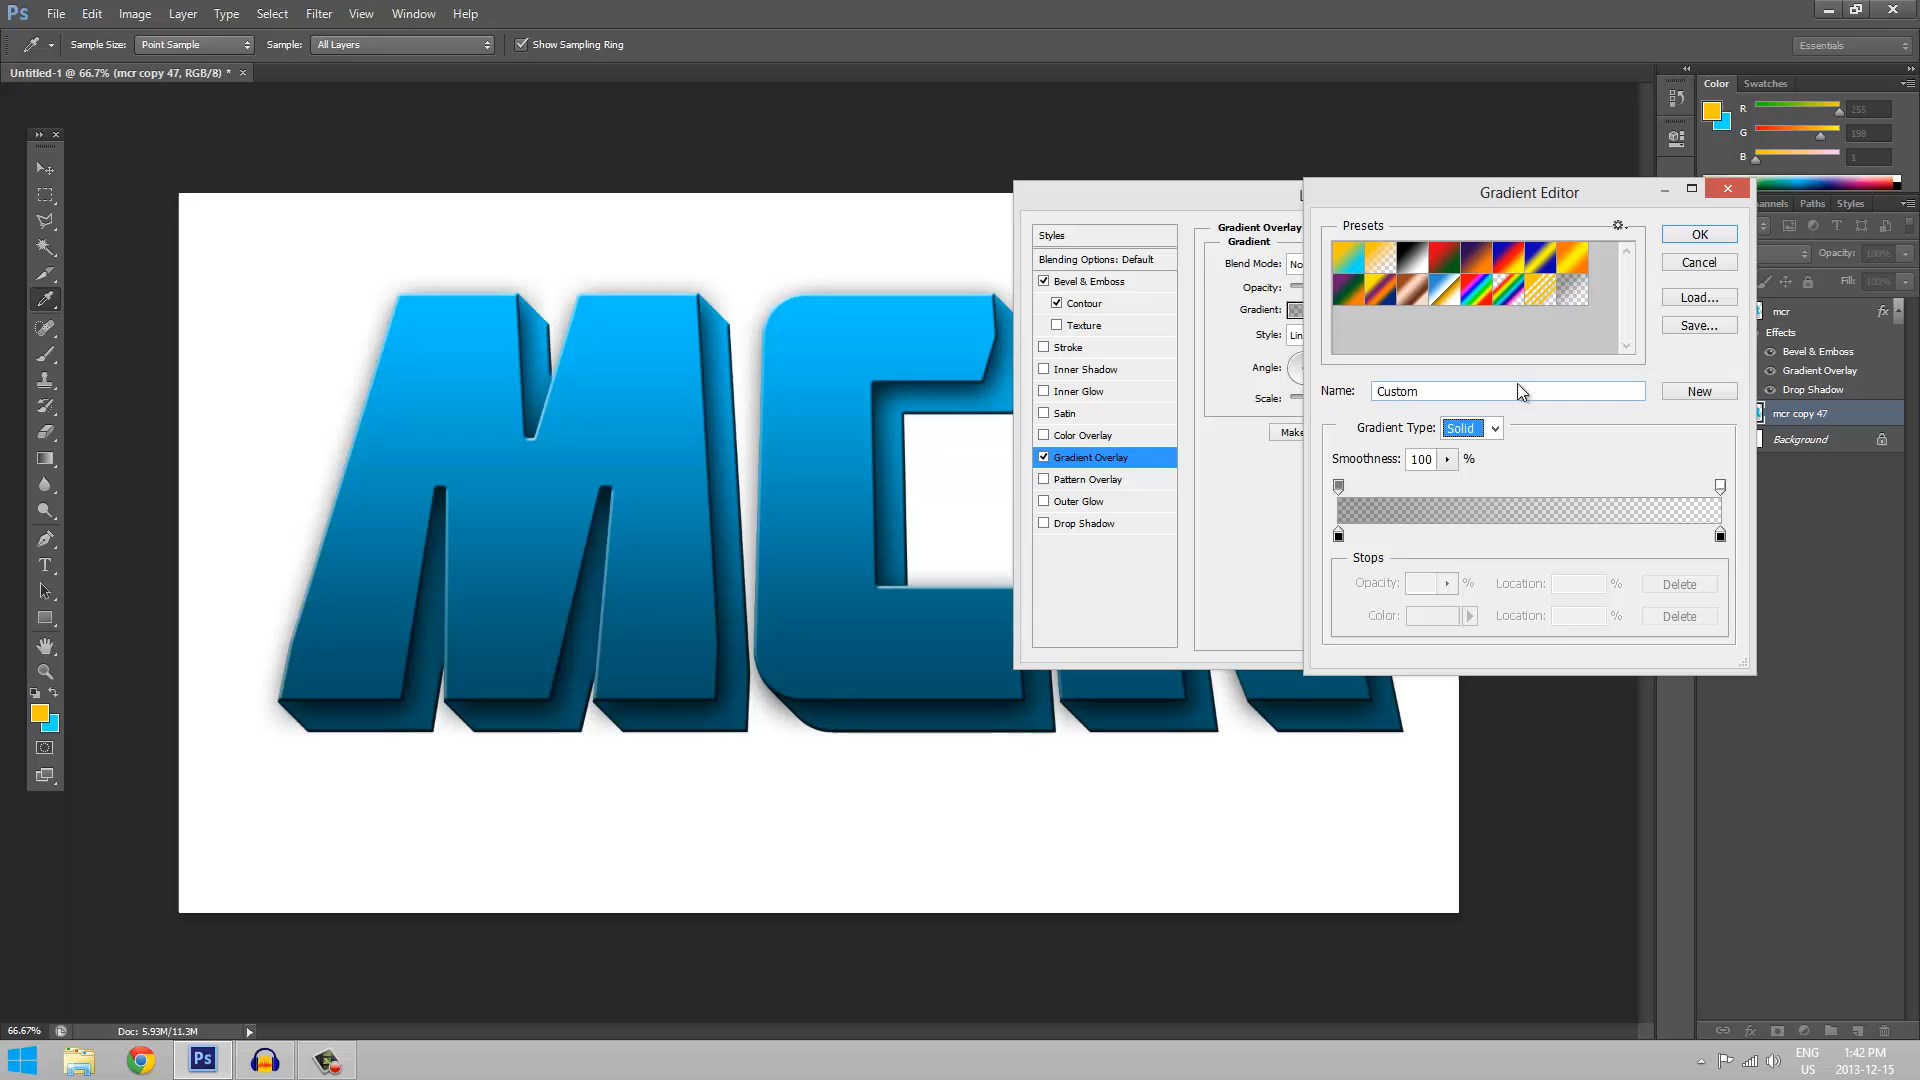 Ps File Edit Image Layer Type Select Filter View Window Help
Sample Size: Point Sample Sample: All Layers Show Sampling Ring Essentials
Untitled-1 @ 66.7% (mcr copy 47, RGB/8) * ×
Color Swatches
R 255
G 198
B 1
Gradient Editor
Presets
OK
Cancel
Load...
Save...
Name: Custom New
Gradient Type: Solid
Smoothness: 100 %
Stops
Opacity: % Location: % Delete
Color: Location: % Delete
Styles
Blending Options: Default
Bevel & Emboss
Contour
Texture
Stroke
Inner Shadow
Inner Glow
Satin
Color Overlay
Gradient Overlay
Pattern Overlay
Outer Glow
Drop Shadow
Gradient Overlay
Gradient
Blend Mode: No
Opacity:
Gradient:
Style: Lin
Angle:
Scale:
Make
annels Paths Styles
Opacity: 100%
Fill: 100%
mcr fx
Effects
Bevel & Emboss
Gradient Overlay
Drop Shadow
mcr copy 47
Background
MC
T
66.67% Doc: 5.93M/11.3M
Ps
ENG 1:42 PM
US 2013-12-15